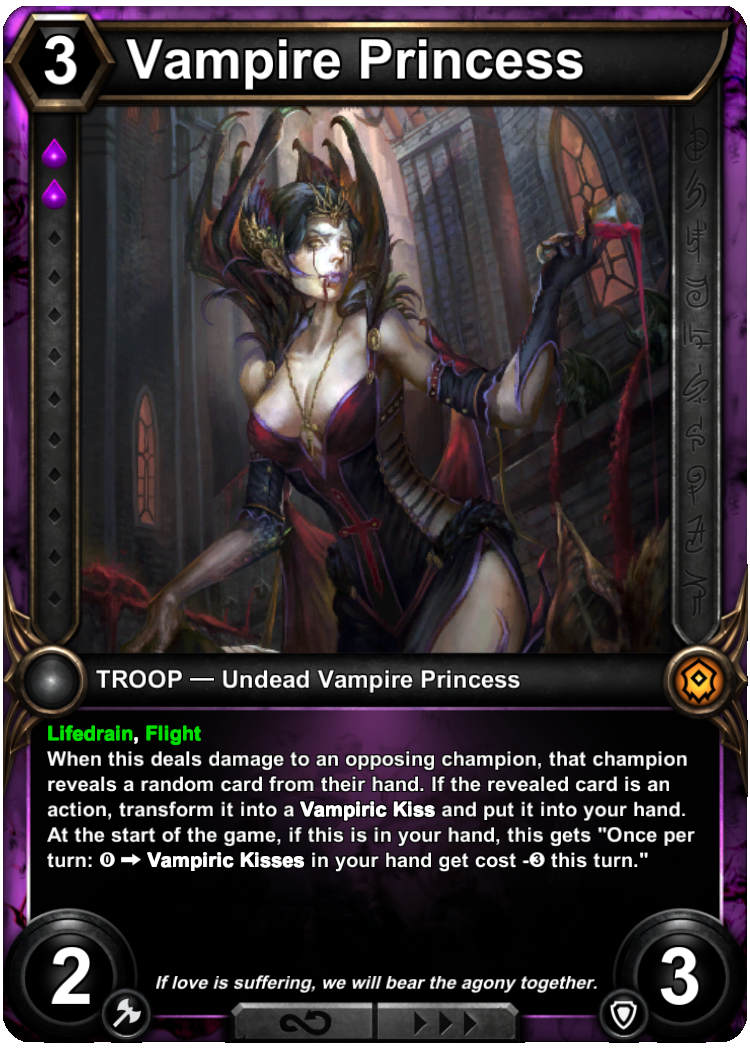 3
Vampire Princess
TROOP — Undead Vampire Princess
Lifedrain, Flight
When this deals damage to an opposing champion, that champion
reveals a random card from their hand. If the revealed card is an
action, transform it into a Vampiric Kiss and put it into your hand.
At the start of the game, if this is in your hand, this gets "Once per
turn: ⓿ ➡ Vampiric Kisses in your hand get cost -❸ this turn."
If love is suffering, we will bear the agony together.
2
3